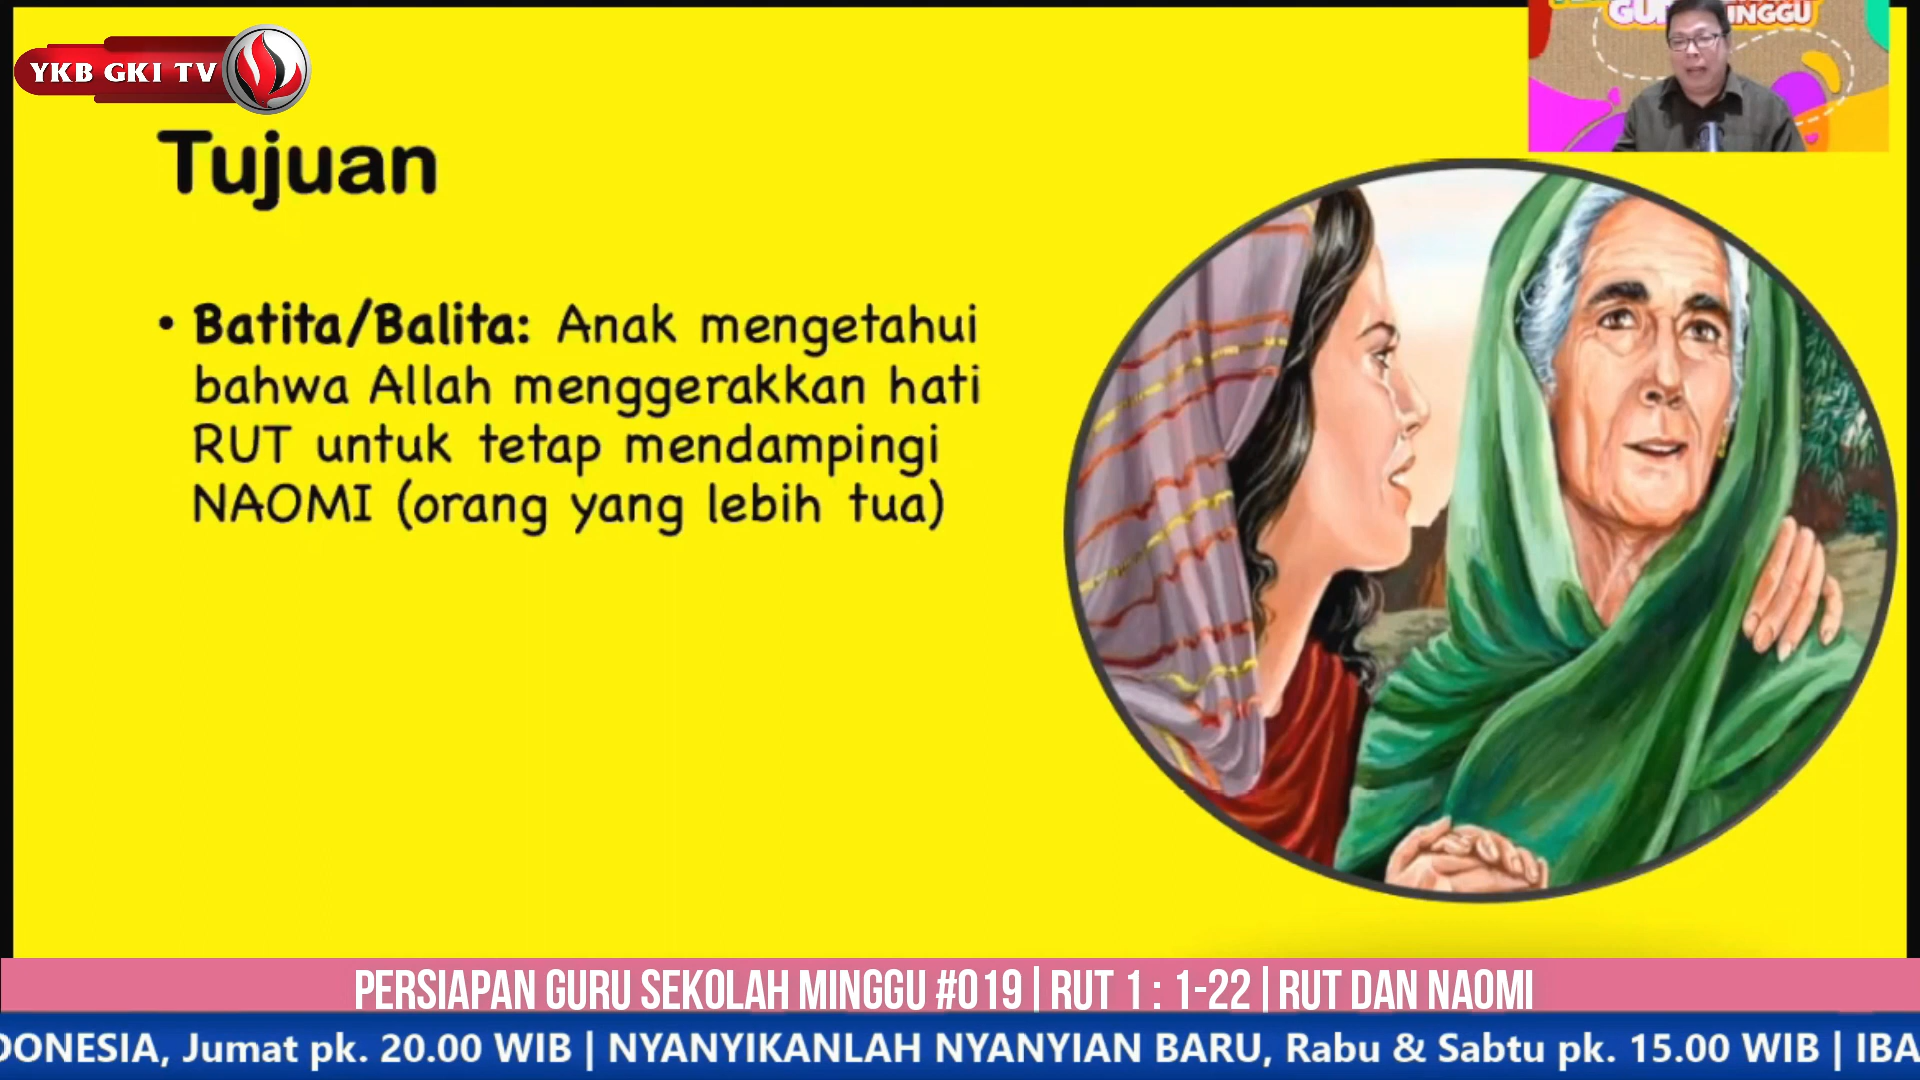 YKB GKI TV
Tujuan
• Batita/Balita: Anak mengetahui
bahwa Allah menggerakkan hati
RUT untuk tetap mendampingi
NAOMI (orang yang lebih tua)
PERSIAPAN GURU SEKOLAH MINGGU #019 | RUT 1 : 1-22 | RUT DAN NAOMI
DONESIA, Jumat pk. 20.00 WIB | NYANYIKANLAH NYANYIAN BARU, Rabu & Sabtu pk. 15.00 WIB | IBA